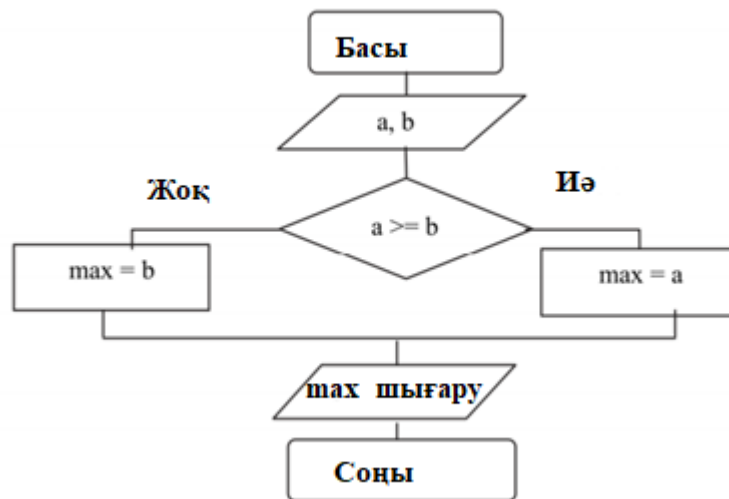 Басы
a, b
Жоқ
Иә
a >= b
max = b
max = a
max шығару
Соңы